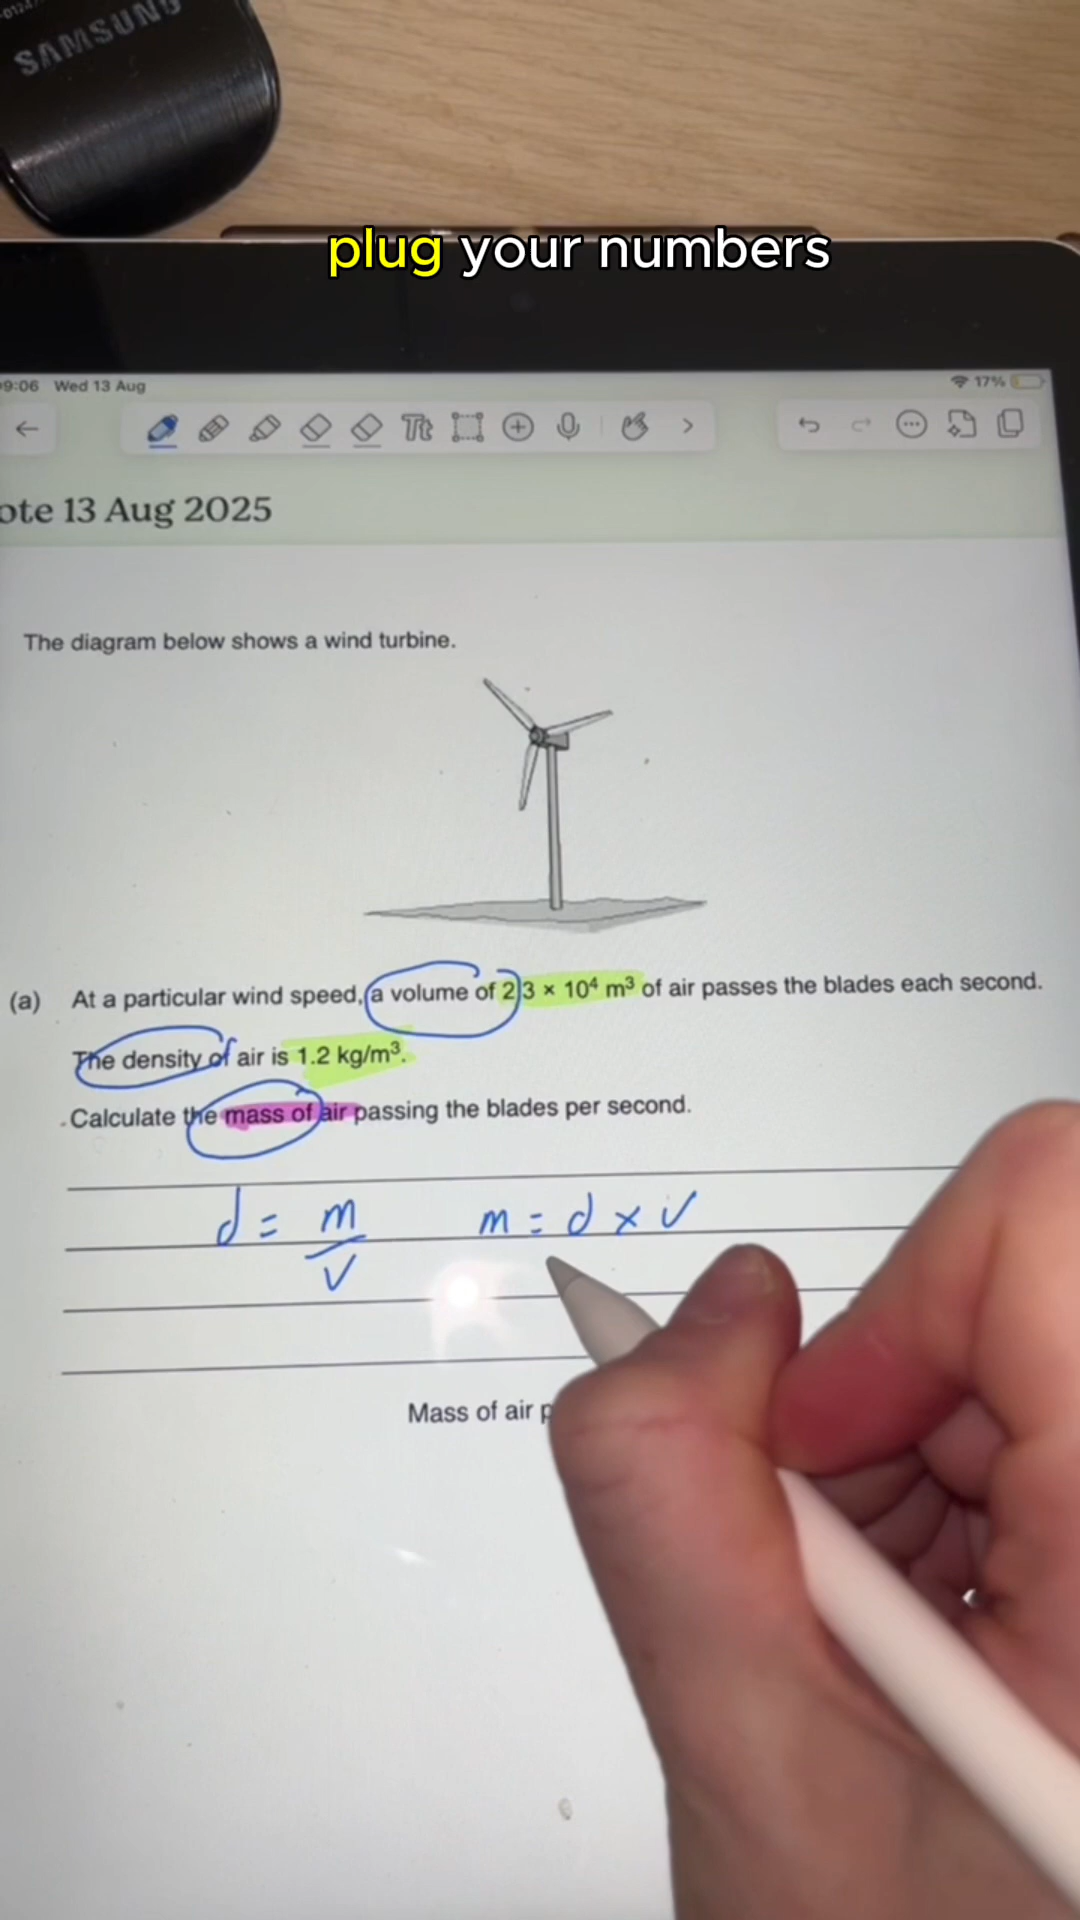 SAMSUNG
plug your numbers
9:06 Wed 13 Aug
17%
Tt
ote 13 Aug 2025
The diagram below shows a wind turbine.
(a) At a particular wind speed, a volume of 2.3 × 10⁴ m³ of air passes the blades each second.
The density of air is 1.2 kg/m³.
Calculate the mass of air passing the blades per second.
d = m m = d × v
v
Mass of air p